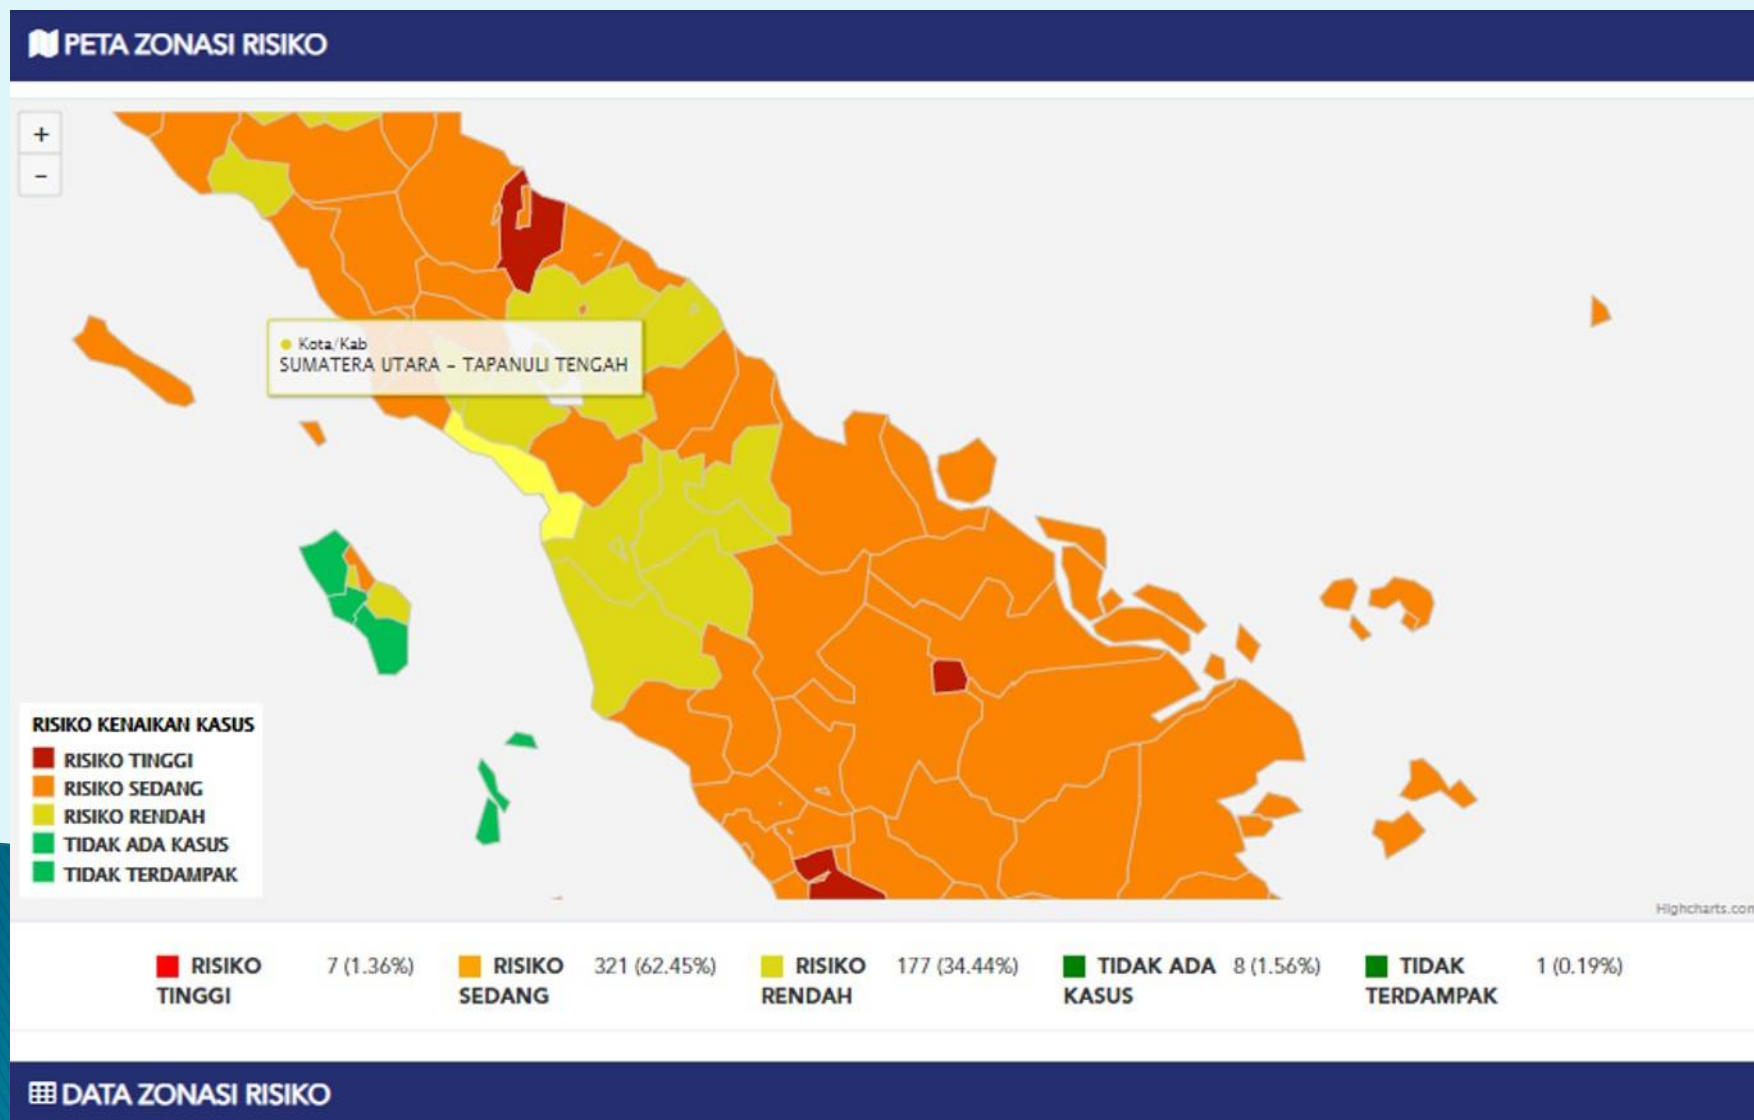 PETA ZONASI RISIKO
+
−
Kota/Kab
SUMATERA UTARA – TAPANULI TENGAH
RISIKO KENAIKAN KASUS
RISIKO TINGGI
RISIKO SEDANG
RISIKO RENDAH
TIDAK ADA KASUS
TIDAK TERDAMPAK
Highcharts.com
RISIKO TINGGI 7 (1.36%)
RISIKO SEDANG 321 (62.45%)
RISIKO RENDAH 177 (34.44%)
TIDAK ADA KASUS 8 (1.56%)
TIDAK TERDAMPAK 1 (0.19%)
DATA ZONASI RISIKO